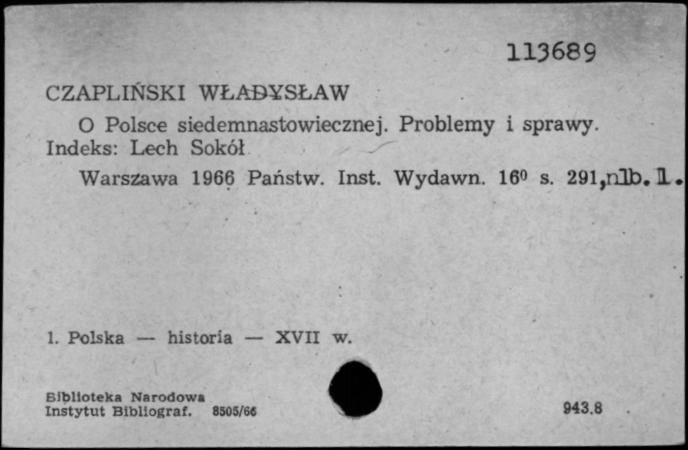 113689
CZAPLIŃSKI WŁADYSŁAW
O Polsce siedemnastowiecznej. Problemy i sprawy.
Indeks: Lech Sokół
Warszawa 1966 Państw. Inst. Wydawn. 16⁰ s. 291,nlb.1.
1. Polska — historia — XVII w.
Biblioteka Narodowa
Instytut Bibliograf. 8505/66
943.8